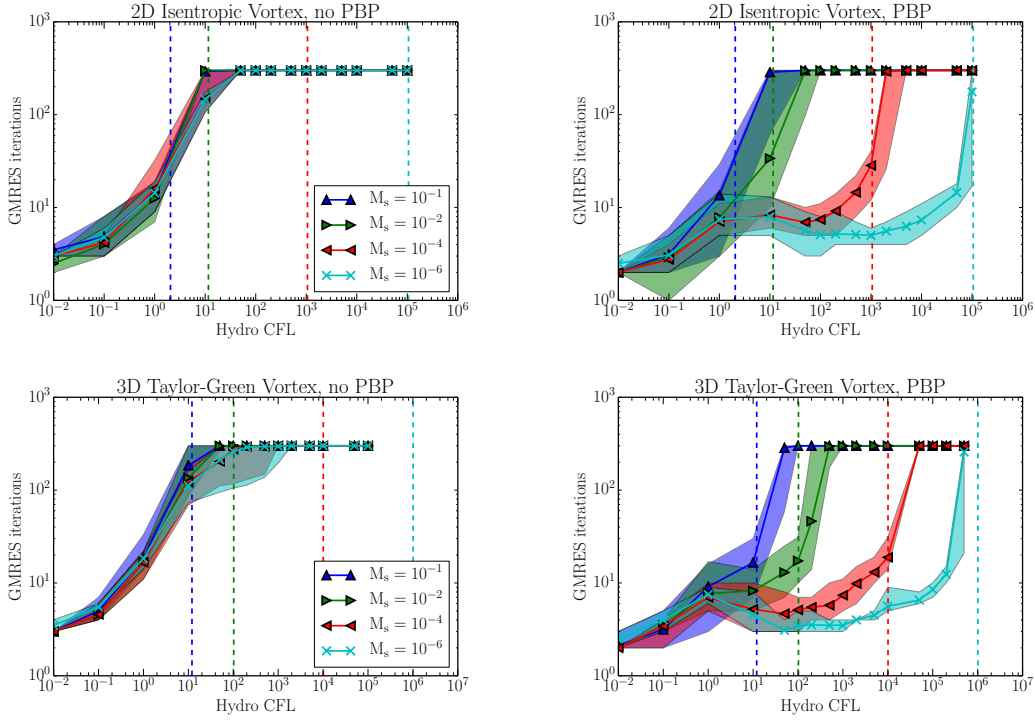 2D Isentropic Vortex, no PBP
GMRES iterations
10^3
10^2
10^1
10^0
10^-2 10^-1 10^0 10^1 10^2 10^3 10^4 10^5 10^6
Hydro CFL
M_s = 10^-1
M_s = 10^-2
M_s = 10^-4
M_s = 10^-6
2D Isentropic Vortex, PBP
GMRES iterations
10^3
10^2
10^1
10^0
10^-2 10^-1 10^0 10^1 10^2 10^3 10^4 10^5 10^6
Hydro CFL
3D Taylor-Green Vortex, no PBP
GMRES iterations
10^3
10^2
10^1
10^0
10^-2 10^-1 10^0 10^1 10^2 10^3 10^4 10^5 10^6 10^7
Hydro CFL
M_s = 10^-1
M_s = 10^-2
M_s = 10^-4
M_s = 10^-6
3D Taylor-Green Vortex, PBP
GMRES iterations
10^3
10^2
10^1
10^0
10^-2 10^-1 10^0 10^1 10^2 10^3 10^4 10^5 10^6 10^7
Hydro CFL